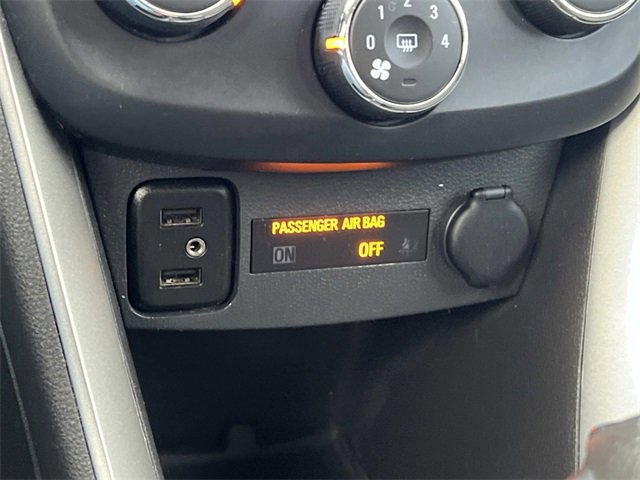 1 2 3
0 4
PASSENGER AIR BAG
ON OFF